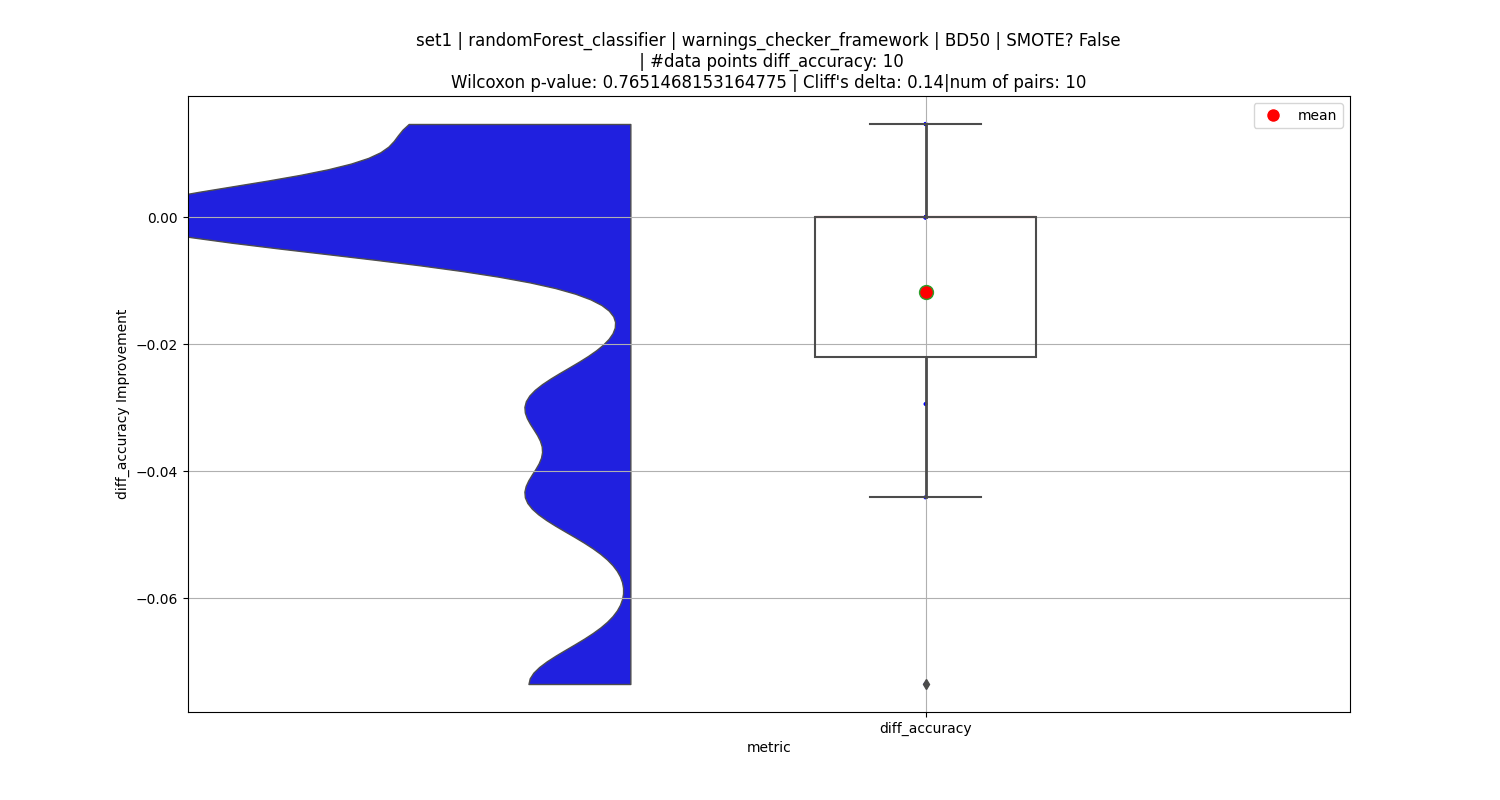 set1 | randomForest_classifier | warnings_checker_framework | BD50 | SMOTE? False
| #data points diff_accuracy: 10
Wilcoxon p-value: 0.7651468153164775 | Cliff's delta: 0.14|num of pairs: 10
mean
0.00
−0.02
−0.04
−0.06
diff_accuracy Improvement
diff_accuracy
metric